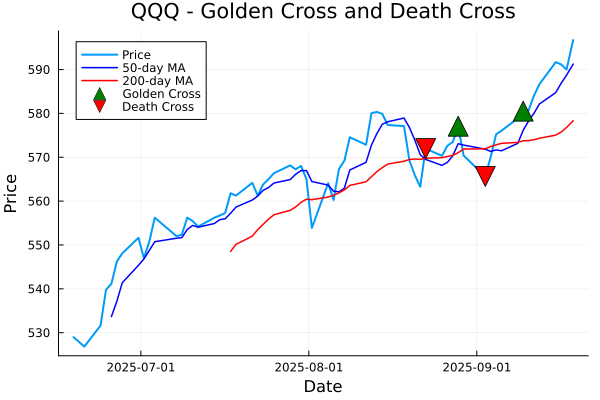 QQQ - Golden Cross and Death Cross
Price
50-day MA
200-day MA
Golden Cross
Death Cross
590
580
570
560
550
540
530
Price
2025-07-01
2025-08-01
2025-09-01
Date